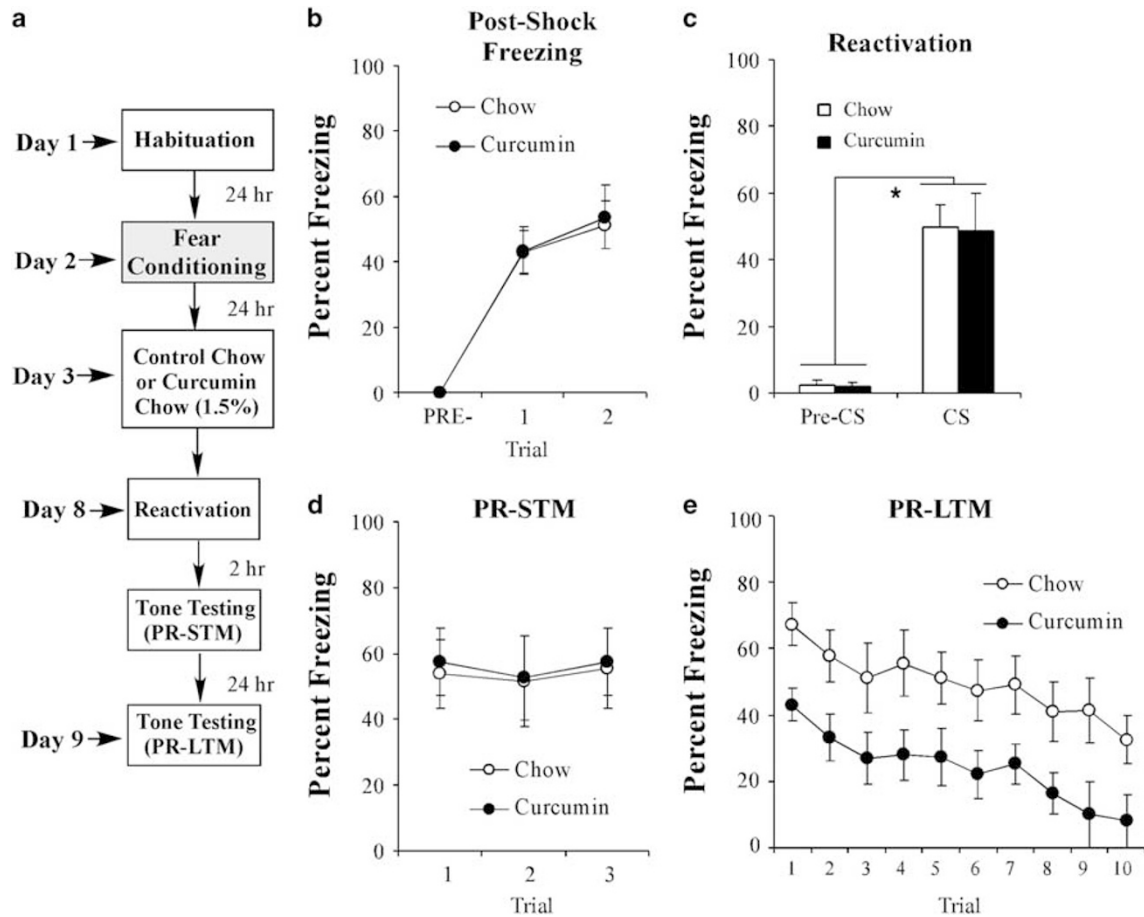 a
Day 1
Habituation
24 hr
Day 2
Fear
Conditioning
24 hr
Day 3
Control Chow
or Curcumin
Chow (1.5%)
Day 8
Reactivation
2 hr
Tone Testing
(PR-STM)
24 hr
Day 9
Tone Testing
(PR-LTM)
b
Post-Shock
Freezing
Percent Freezing
100
80
60
40
20
0
Chow
Curcumin
PRE-
1
2
Trial
c
Reactivation
Percent Freezing
100
80
60
40
20
0
Chow
Curcumin
*
Pre-CS
CS
d
PR-STM
Percent Freezing
100
80
60
40
20
0
Chow
Curcumin
1
2
3
Trial
e
PR-LTM
Percent Freezing
100
80
60
40
20
0
Chow
Curcumin
1 2 3 4 5 6 7 8 9 10
Trial